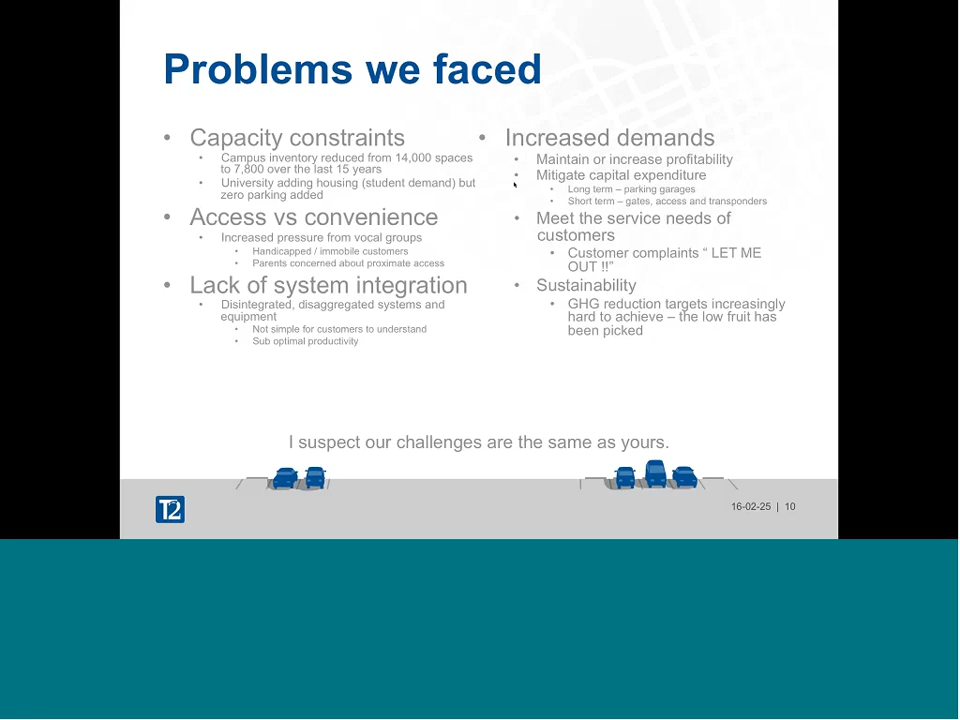 Problems we faced
• Capacity constraints
• Campus inventory reduced from 14,000 spaces
to 7,800 over the last 15 years
• University adding housing (student demand) but
zero parking added
• Access vs convenience
• Increased pressure from vocal groups
• Handicapped / immobile customers
• Parents concerned about proximate access
• Lack of system integration
• Disintegrated, disaggregated systems and
equipment
• Not simple for customers to understand
• Sub optimal productivity
• Increased demands
• Maintain or increase profitability
• Mitigate capital expenditure
• Long term – parking garages
• Short term – gates, access and transponders
• Meet the service needs of
customers
• Customer complaints “ LET ME
OUT !!”
• Sustainability
• GHG reduction targets increasingly
hard to achieve – the low fruit has
been picked
I suspect our challenges are the same as yours.
T2
16-02-25 | 10